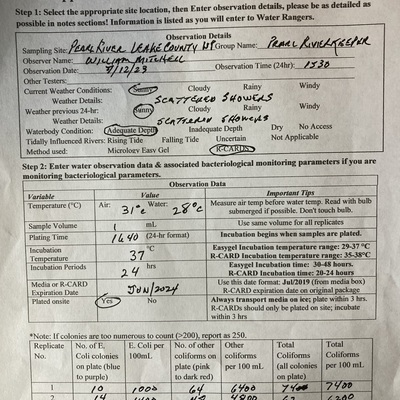 Step 1: Select the appropriate site location, then Enter observation details, please be as detailed as
possible in notes sections! Information is listed as you will enter to Water Rangers.
Observation Details
Sampling Site: Pearl River Leake County WP Group Name: Pearl Riverkeeper
Observer Name: William Mitchell
Observation Date: 8/12/23 Observation Time (24hr): 1530
Other Testers:
Current Weather Conditions: Sunny Cloudy Rainy Windy
Weather Details: Scattered Showers
Weather previous 24-hr: Sunny Cloudy Rainy Windy
Weather Details: Scattered Showers
Waterbody Condition: Adequate Depth Inadequate Depth Dry No Access
Tidally Influenced Rivers: Rising Tide Falling Tide Uncertain Not Applicable
Method used: Micrology Easy Gel R-CARDS
Step 2: Enter water observation data & associated bacteriological monitoring parameters if you are
monitoring bacteriological parameters.
Observation Data
Variable Value Important Tips
Temperature (°C) Air: 31°c Water: 28°c Measure air temp before water temp. Read with bulb
submerged if possible. Don't touch bulb.
Sample Volume 1 mL Use same volume for all replicates
Plating Time 1640 (24-hr format) Incubation begins when samples are plated.
Incubation
Temperature 37 °C Easygel Incubation temperature range: 29-37 °C
R-CARD Incubation temperature range: 35-38°C
Incubation Periods 24 hrs Easygel Incubation time: 30-48 hours.
R-CARD Incubation time: 20-24 hours
Media or R-CARD
Expiration Date Jun/2024 Use this date format: Jul/2019 (from media box)
R-CARD expiration date on original package
Plated onsite Yes No Always transport media on ice; plate within 3 hrs.
R-CARDs should only be plated on site; incubate
within 3 hrs
*Note: If colonies are too numerous to count (>200), report as 250.
Replicate No. of E. E. Coli per No. of other Other Total Total
No. Coli colonies 100mL coliforms on coliforms Coliforms Coliforms
on plate (blue plate (pink per 100 mL (all colonies per 100 mL
to purple) to dark red) on plate)
1 10 1000 64 6400 7400 7400
2 14 4800 6200